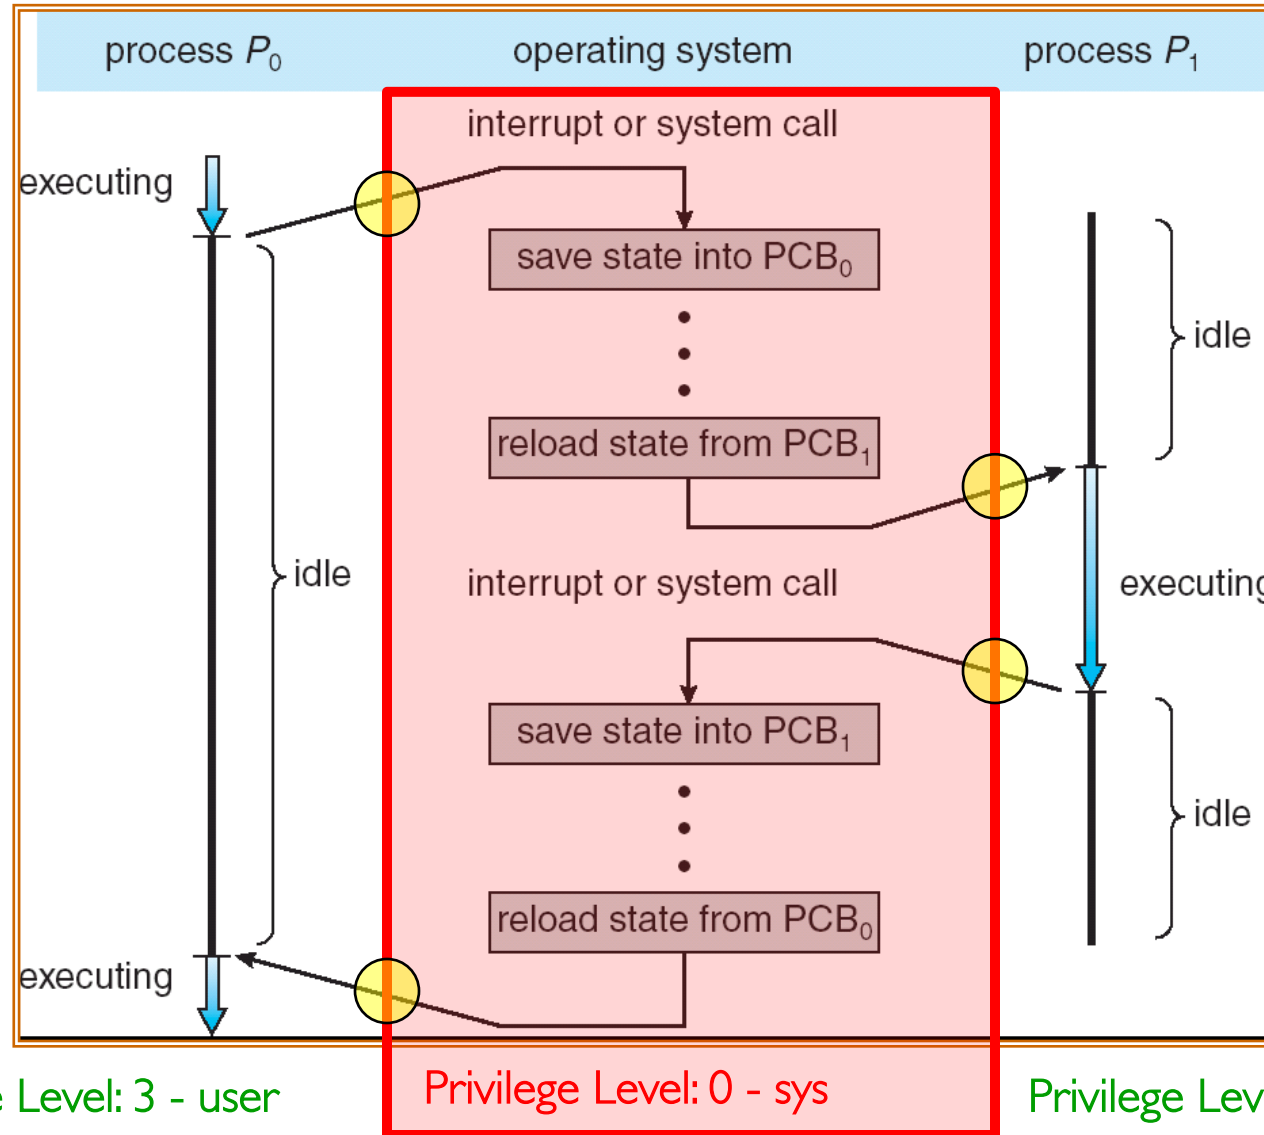 process P₀ operating system process P₁
interrupt or system call
executing
save state into PCB₀
idle
reload state from PCB₁
idle
interrupt or system call
executing
save state into PCB₁
idle
reload state from PCB₀
executing
Level: 3 - user
Privilege Level: 0 - sys
Privilege